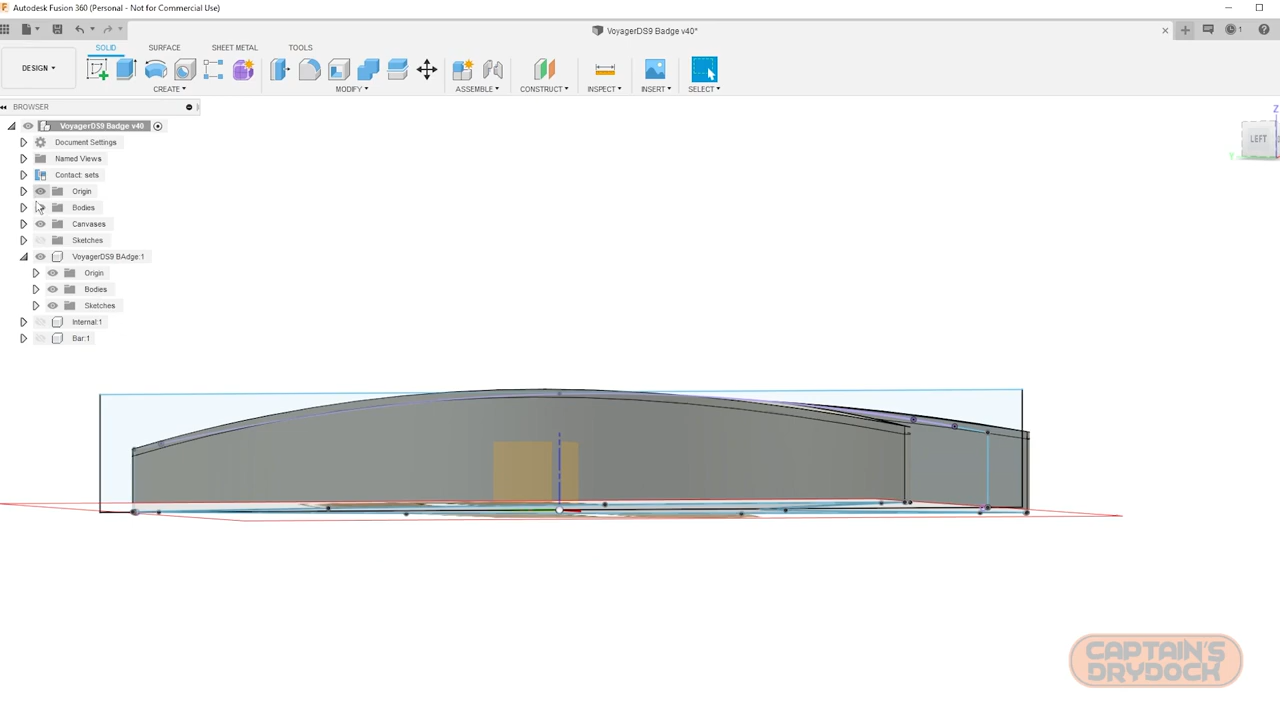 Autodesk Fusion 360 (Personal - Not for Commercial Use)
VoyagerDS9 Badge v40*
1
SOLID SURFACE SHEET METAL TOOLS
DESIGN
CREATE MODIFY ASSEMBLE CONSTRUCT INSPECT INSERT SELECT
BROWSER
VoyagerDS9 Badge v40
Document Settings
Named Views
Contact: sets
Origin
Bodies
Canvases
Sketches
VoyagerDS9 BAdge:1
Origin
Bodies
Sketches
Internal:1
Bar:1
Z
LEFT
Y
CAPTAIN'S
DRYDOCK